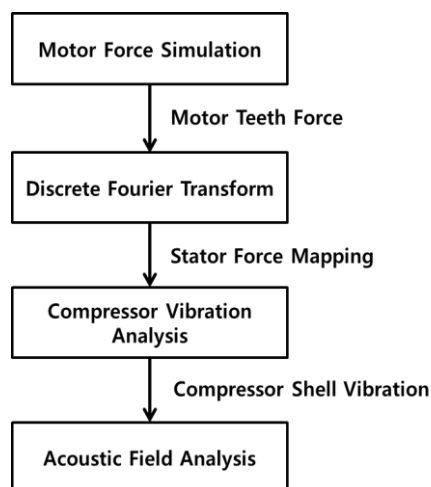 Motor Force Simulation
Motor Teeth Force
Discrete Fourier Transform
Stator Force Mapping
Compressor Vibration
Analysis
Compressor Shell Vibration
Acoustic Field Analysis